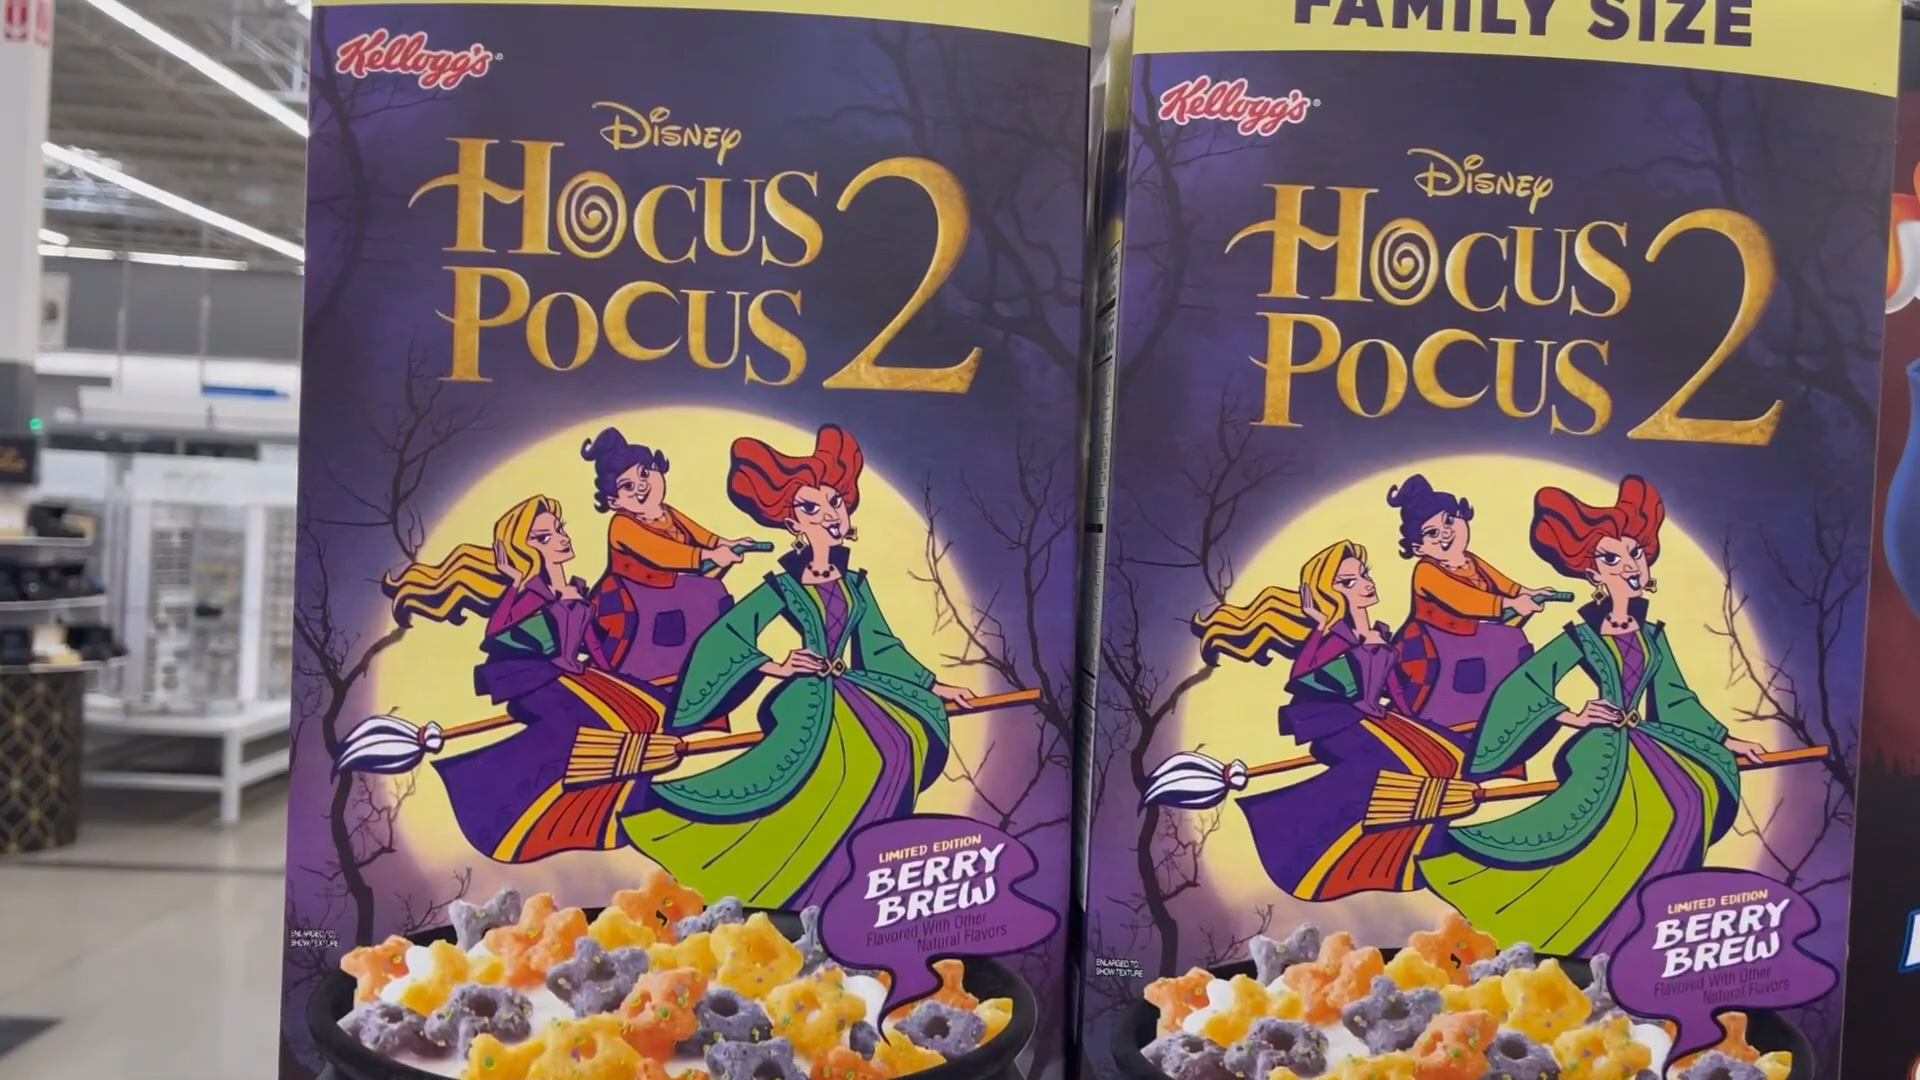 Kellogg's
Disney
HOCUS
POCUS 2
LIMITED EDITION
BERRY
BREW
Flavored With Other
Natural Flavors
ENLARGED TO
SHOW TEXTURE
FAMILY SIZE
Kellogg's
Disney
HOCUS
POCUS 2
LIMITED EDITION
BERRY
BREW
Flavored With Other
Natural Flavors
ENLARGED TO
SHOW TEXTURE